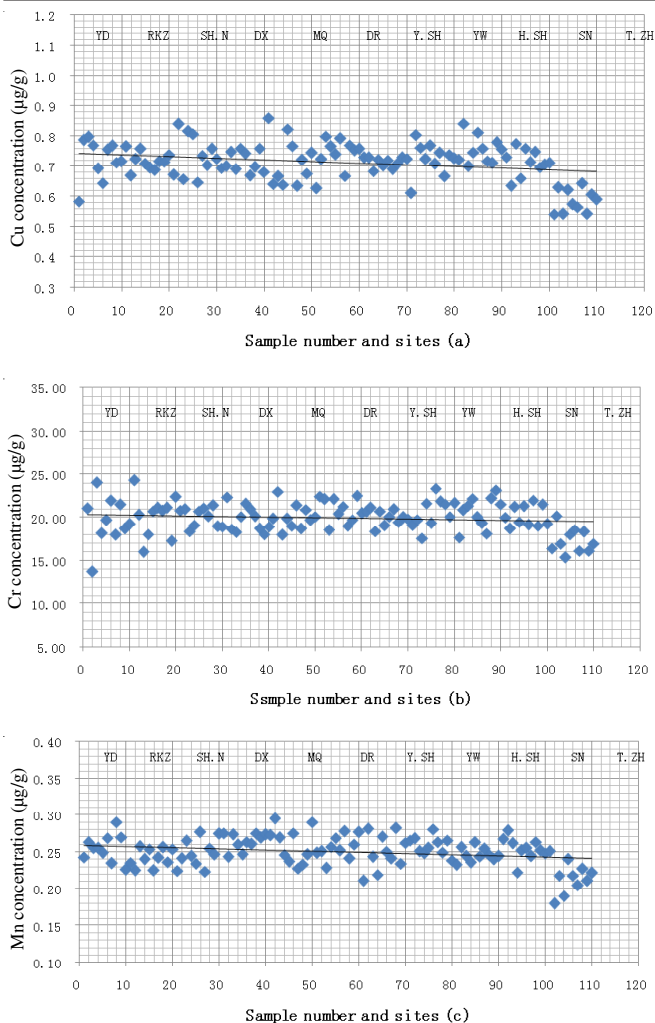 Cu concentration (µg/g)
1.2
1.0
0.9
0.8
0.7
0.6
0.5
0.4
0.3
YD RKZ SH.N DX MQ DR Y.SH YW H.SH SN T.ZH
0 10 20 30 40 50 60 70 80 90 100 110 120
Sample number and sites (a)
Cr concentration (µg/g)
35.00
30.00
25.00
20.00
15.00
10.00
5.00
YD RKZ SH.N DX MQ DR Y.SH YW H.SH SN T.ZH
0 10 20 30 40 50 60 70 80 90 100 110 120
Ssmple number and sites (b)
Mn concentration (µg/g)
0.40
0.35
0.30
0.25
0.20
0.15
0.10
YD RKZ SH.N DX MQ DR Y.SH YW H.SH SN T.ZH
0 10 20 30 40 50 60 70 80 90 100 110 120
Sample number and sites (c)